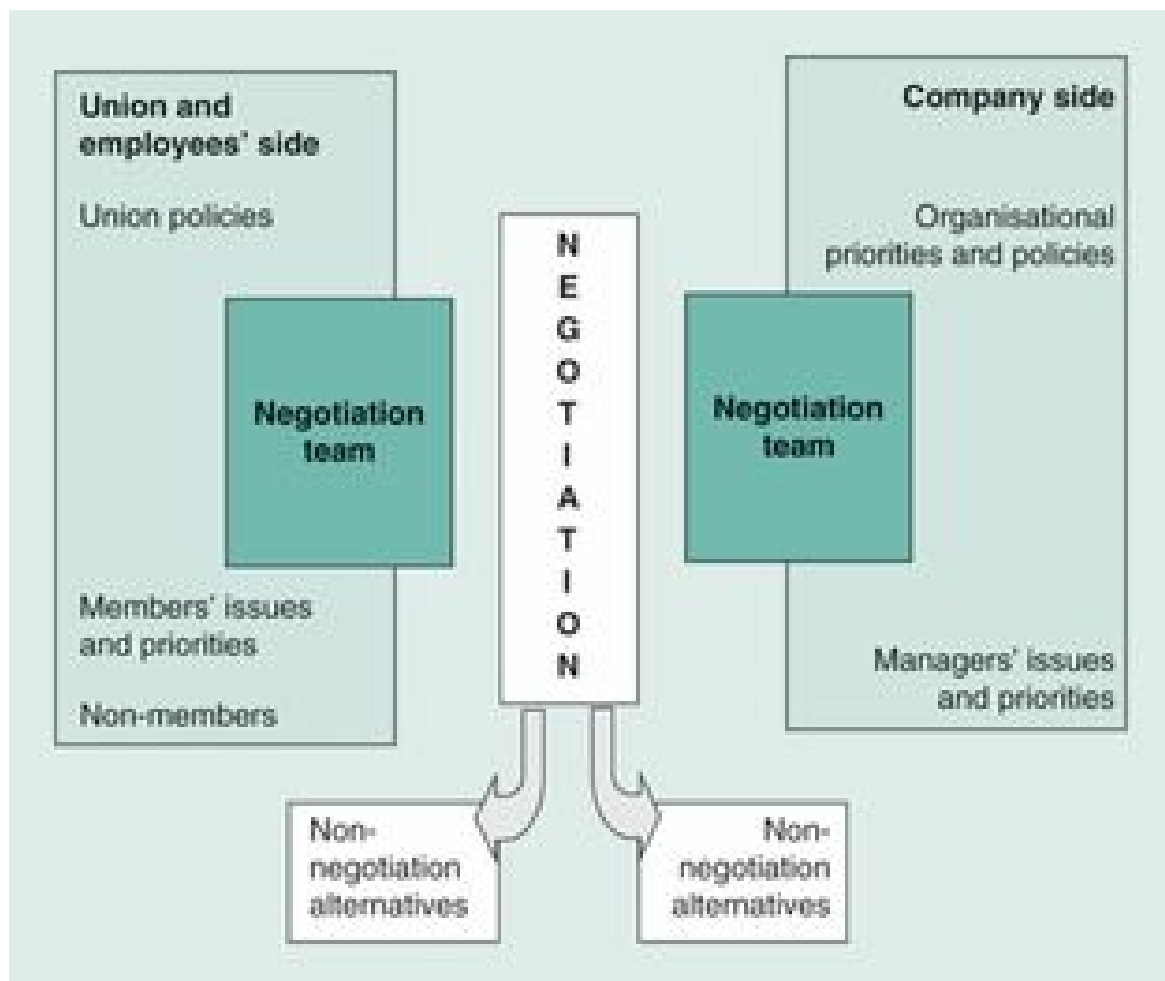 Union and
employees' side
Union policies
Negotiation
team
Members' issues
and priorities
Non-members
NEGOTIATION
Company side
Organisational
priorities and policies
Negotiation
team
Managers' issues
and priorities
Non-
negotiation
alternatives
Non-
negotiation
alternatives